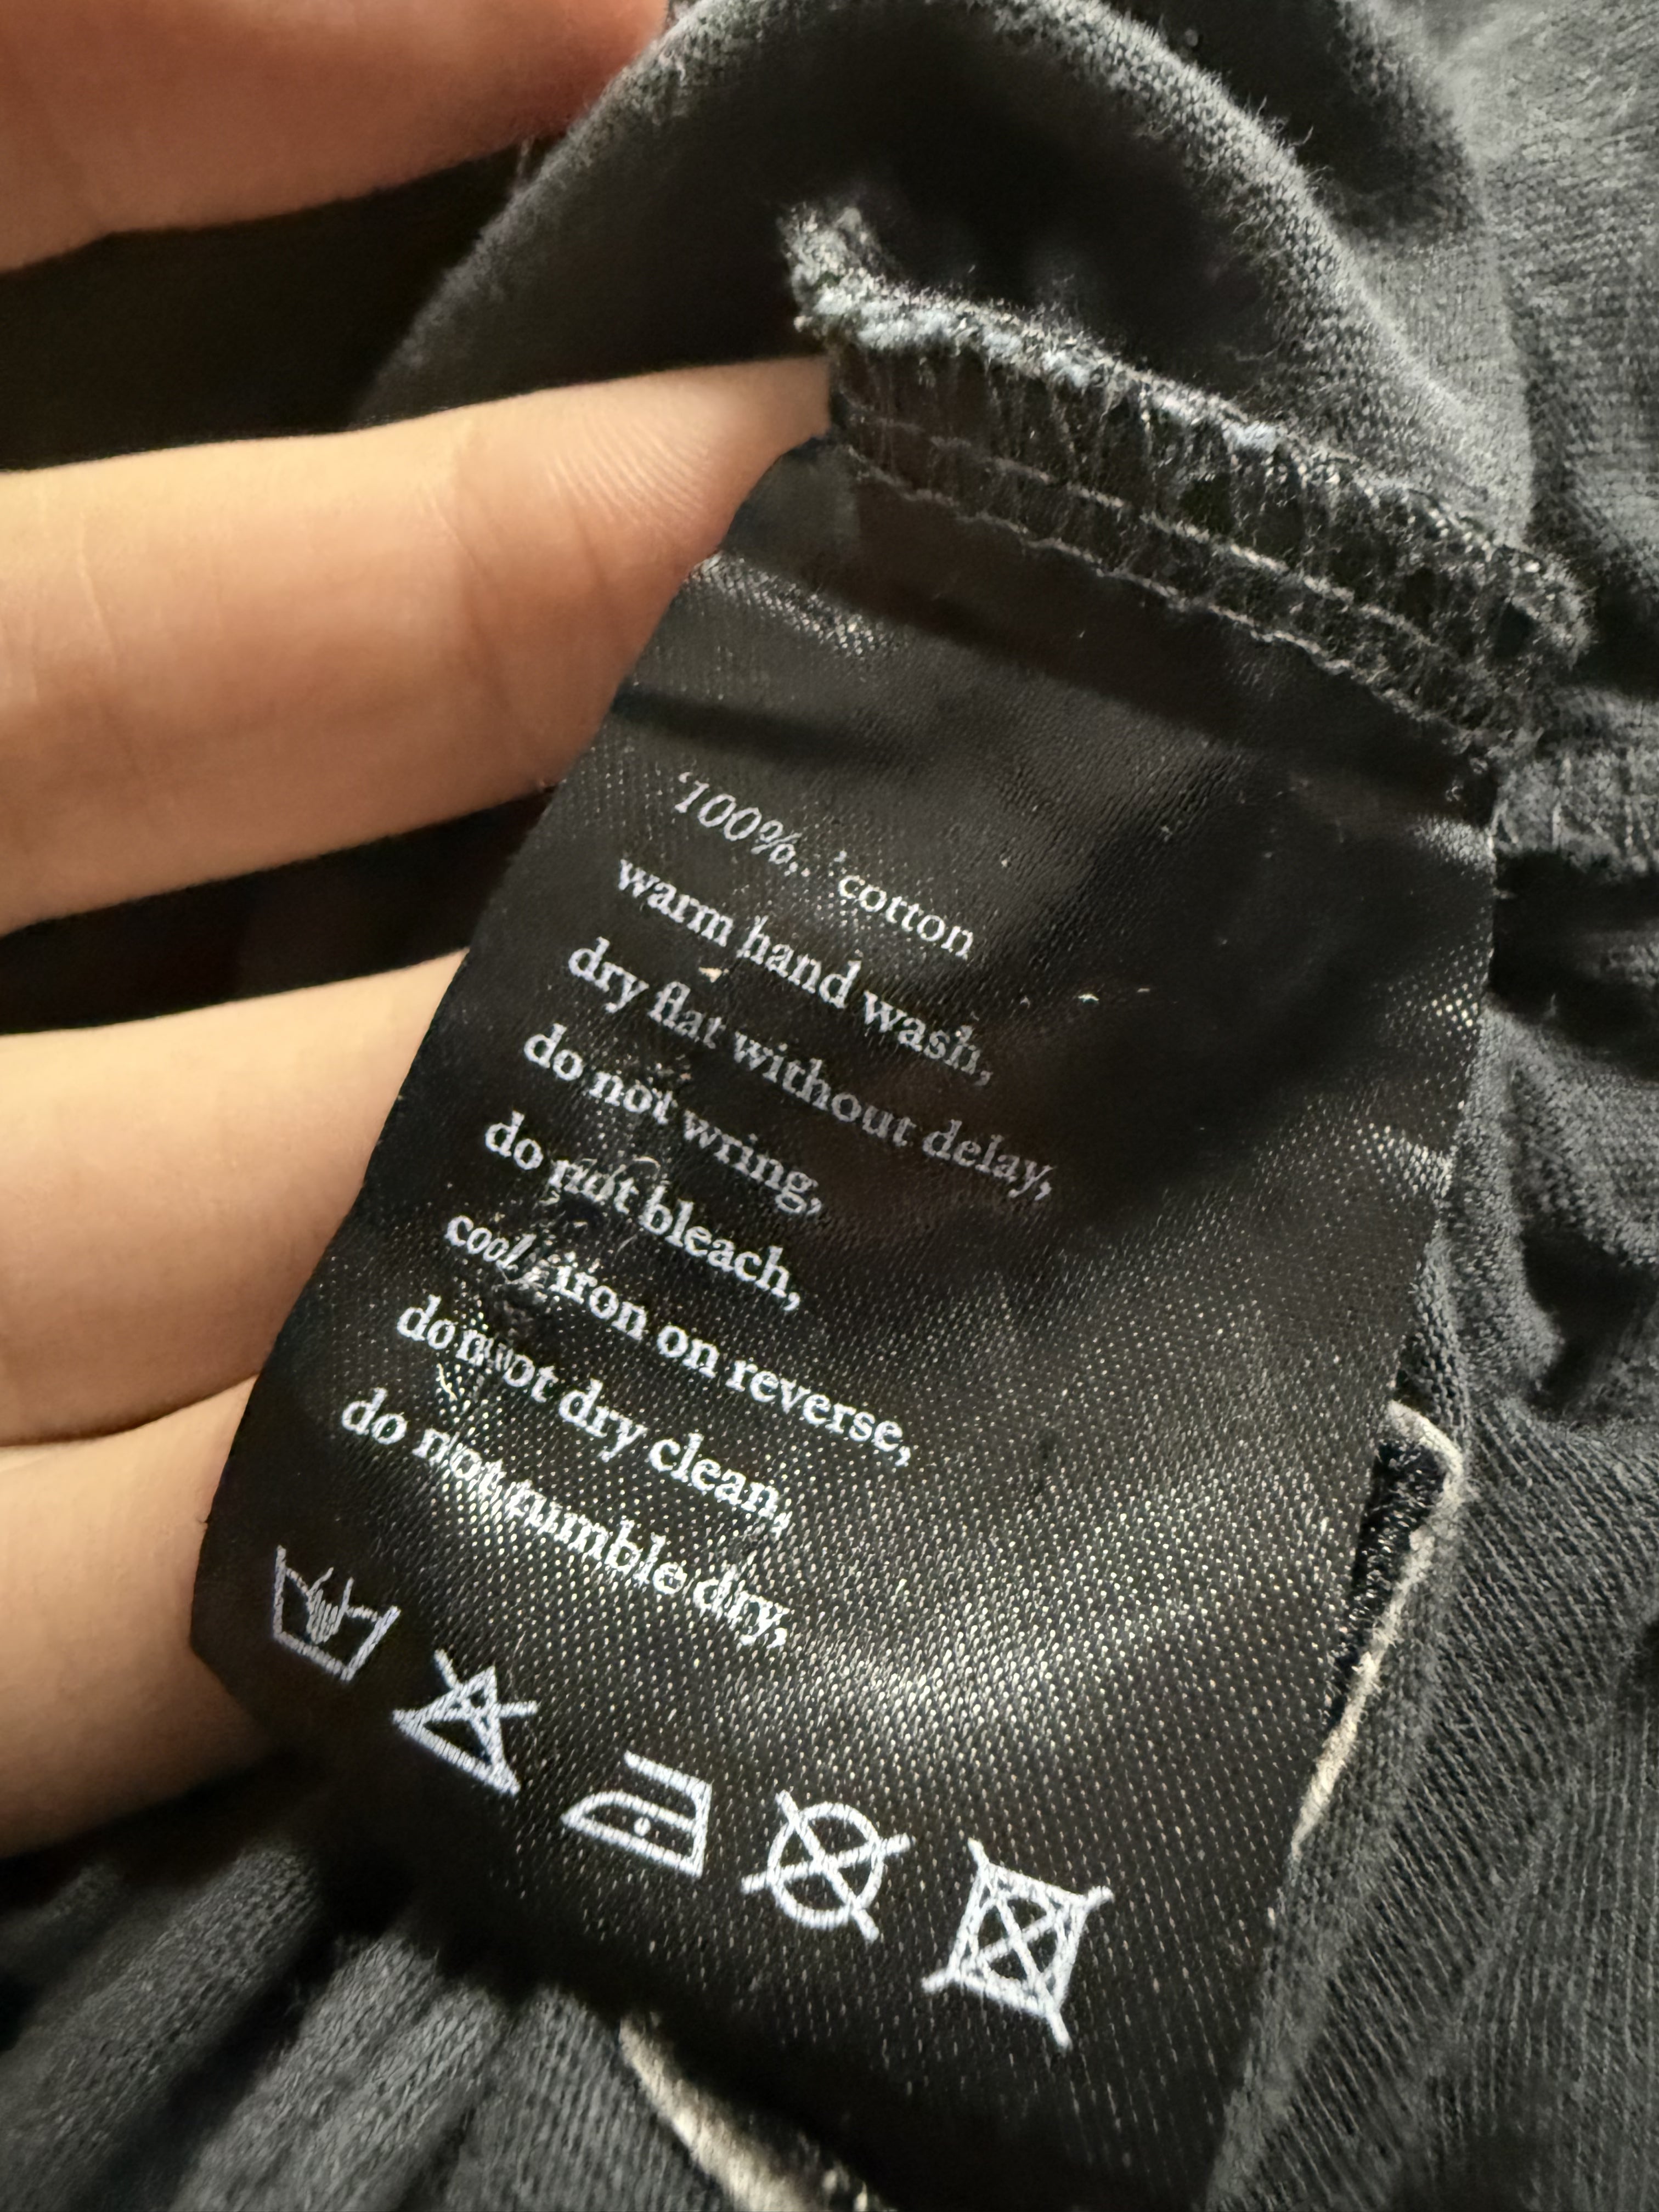 '100%..'cotton
warm hand wash,
dry flat without delay,
do not wring,
do not bleach,
cool iron on reverse,
do not dry clean,
do not tumble dry,